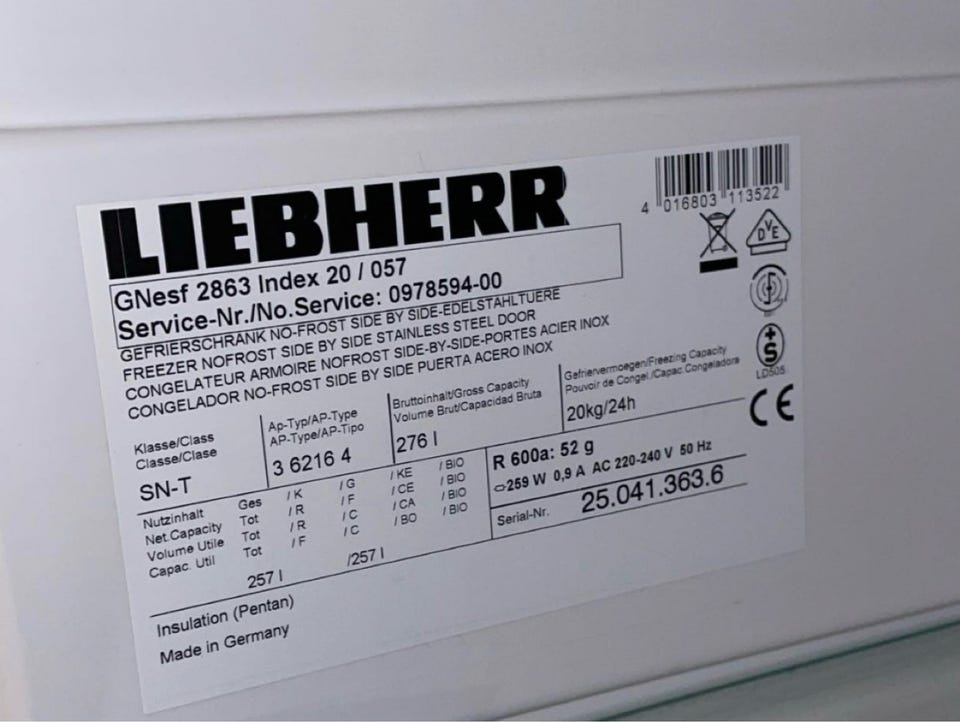 LIEBHERR
4 016803 113522
GNesf 2863 Index 20 / 057
Service-Nr./No.Service: 0978594-00
GEFRIERSCHRANK NO-FROST SIDE BY SIDE-EDELSTAHLTUERE
FREEZER NOFROST SIDE BY SIDE STAINLESS STEEL DOOR
CONGELATEUR ARMOIRE NOFROST SIDE-BY-SIDE-PORTES ACIER INOX
CONGELADOR NO-FROST SIDE BY SIDE PUERTA ACERO INOX
DVE
S
LD505
CE
Klasse/Class
Classe/Clase
SN-T
Ap-Typ/AP-Type
AP-Type/AP-Tipo
3 6216 4
Bruttoinhalt/Gross Capacity
Volume Brut/Capacidad Bruta
276 l
Gefriervermoegen/Freezing Capacity
Pouvoir de Congel./Capac.Congeladora
20kg/24h
Nutzinhalt Ges /K /G /KE /BIO
Net.Capacity Tot /R /F /CE /BIO
Volume Utile Tot /R /C /CA /BIO
Capac. Util Tot /F /C /BO /BIO
257 l /257 l
R 600a: 52 g
259 W 0,9 A AC 220-240 V 50 Hz
Serial-Nr. 25.041.363.6
Insulation (Pentan)
Made in Germany